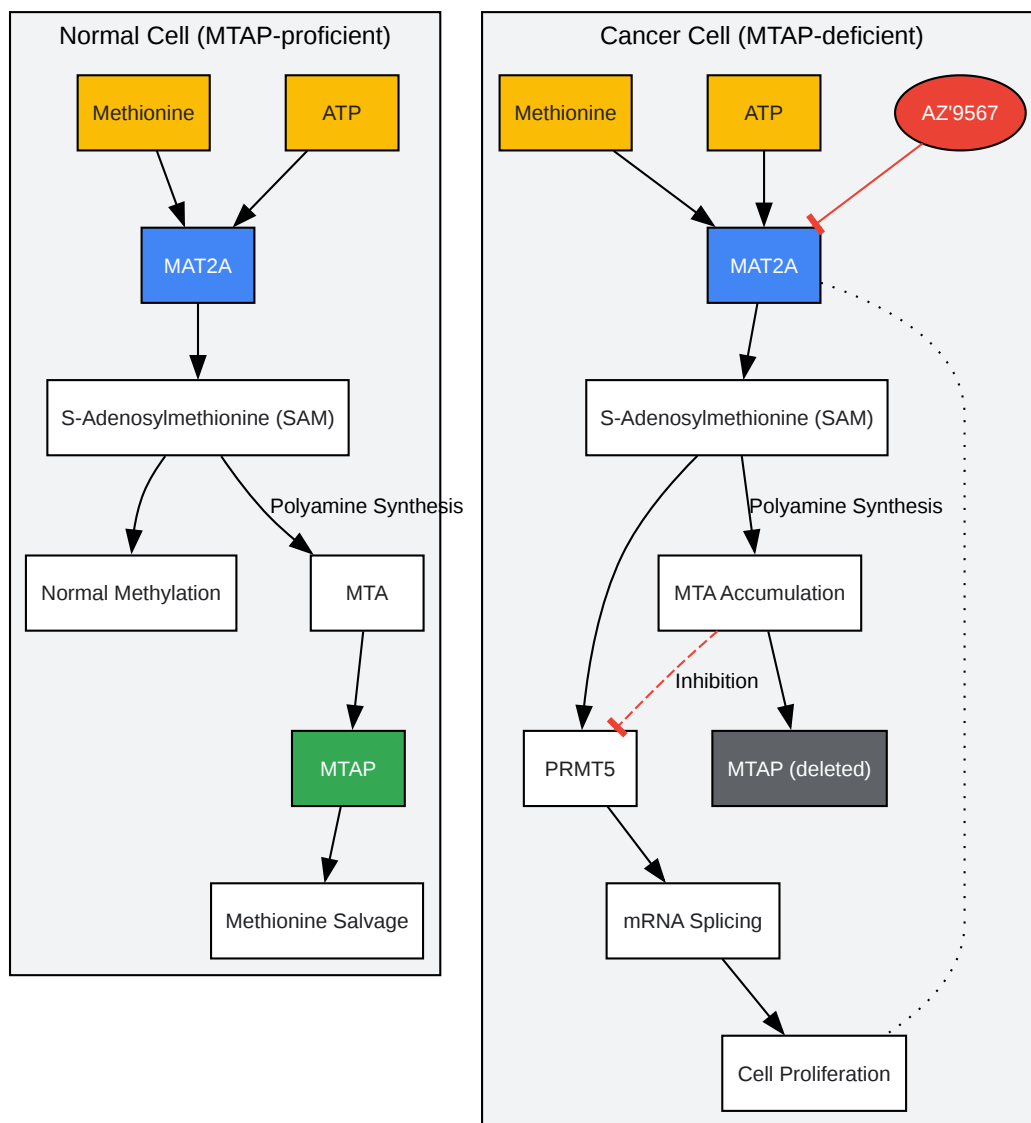 Normal Cell (MTAP-proficient)
Methionine
ATP
MAT2A
S-Adenosylmethionine (SAM)
Polyamine Synthesis
Normal Methylation
MTA
MTAP
Methionine Salvage
Cancer Cell (MTAP-deficient)
Methionine
ATP
AZ'9567
MAT2A
S-Adenosylmethionine (SAM)
Polyamine Synthesis
MTA Accumulation
Inhibition
PRMT5
MTAP (deleted)
mRNA Splicing
Cell Proliferation